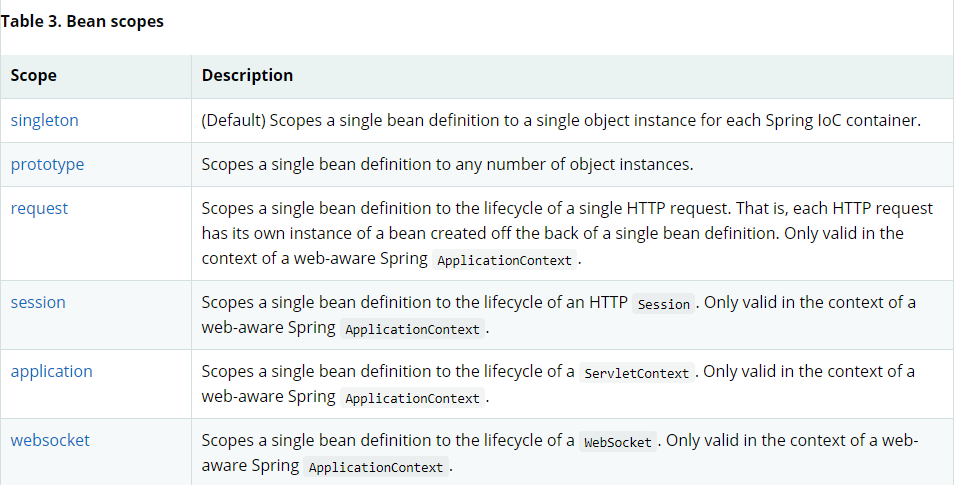 Table 3. Bean scopes
Scope Description
singleton (Default) Scopes a single bean definition to a single object instance for each Spring IoC container.
prototype Scopes a single bean definition to any number of object instances.
request Scopes a single bean definition to the lifecycle of a single HTTP request. That is, each HTTP request
has its own instance of a bean created off the back of a single bean definition. Only valid in the
context of a web-aware Spring ApplicationContext.
session Scopes a single bean definition to the lifecycle of an HTTP Session. Only valid in the context of a
web-aware Spring ApplicationContext.
application Scopes a single bean definition to the lifecycle of a ServletContext. Only valid in the context of a
web-aware Spring ApplicationContext.
websocket Scopes a single bean definition to the lifecycle of a WebSocket. Only valid in the context of a web-
aware Spring ApplicationContext.